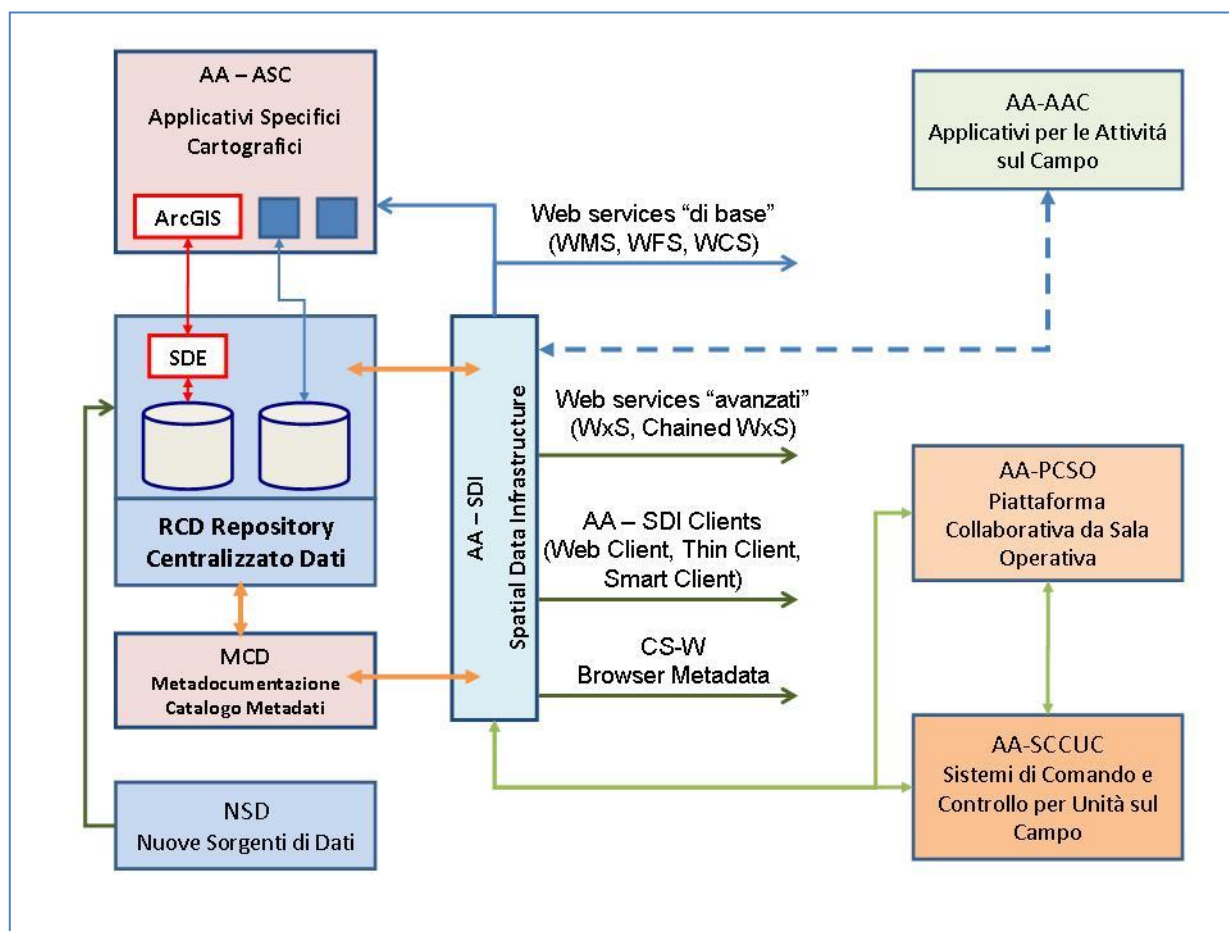 AA – ASC
Applicativi Specifici
Cartografici
ArcGIS
SDE
RCD Repository
Centralizzato Dati
MCD
Metadocumentazione
Catalogo Metadati
NSD
Nuove Sorgenti di Dati
AA – SDI
Spatial Data Infrastructure
Web services “di base”
(WMS, WFS, WCS)
Web services “avanzati”
(WxS, Chained WxS)
AA – SDI Clients
(Web Client, Thin Client,
Smart Client)
CS-W
Browser Metadata
AA-AAC
Applicativi per le Attivitá
sul Campo
AA-PCSO
Piattaforma
Collaborativa da Sala
Operativa
AA-SCCUC
Sistemi di Comando e
Controllo per Unità sul
Campo